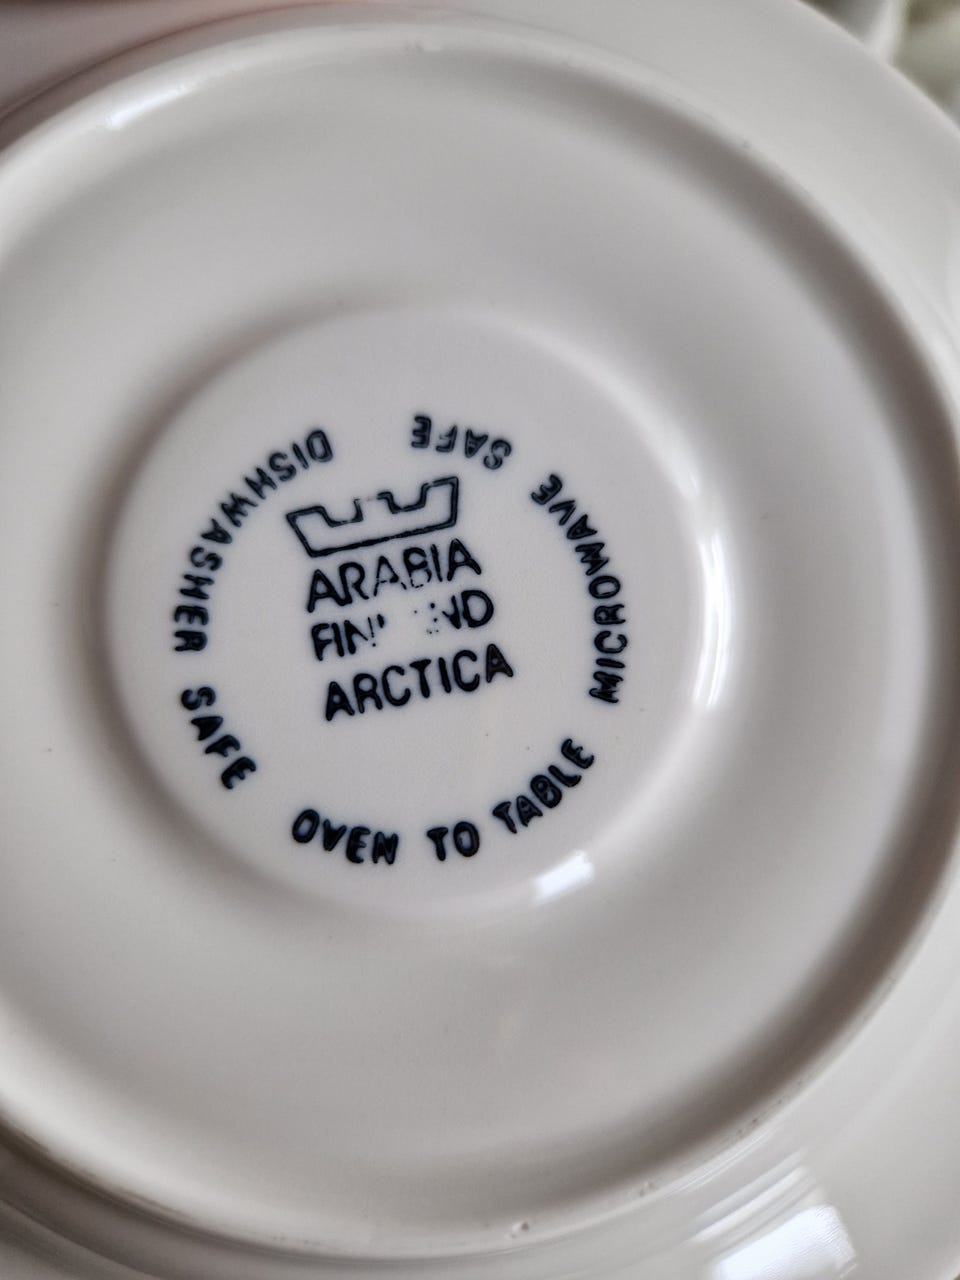 ARABIA
ARCTICA
DISHWASHER SAFE
OVEN TO TABLE
MICROWAVE SAFE